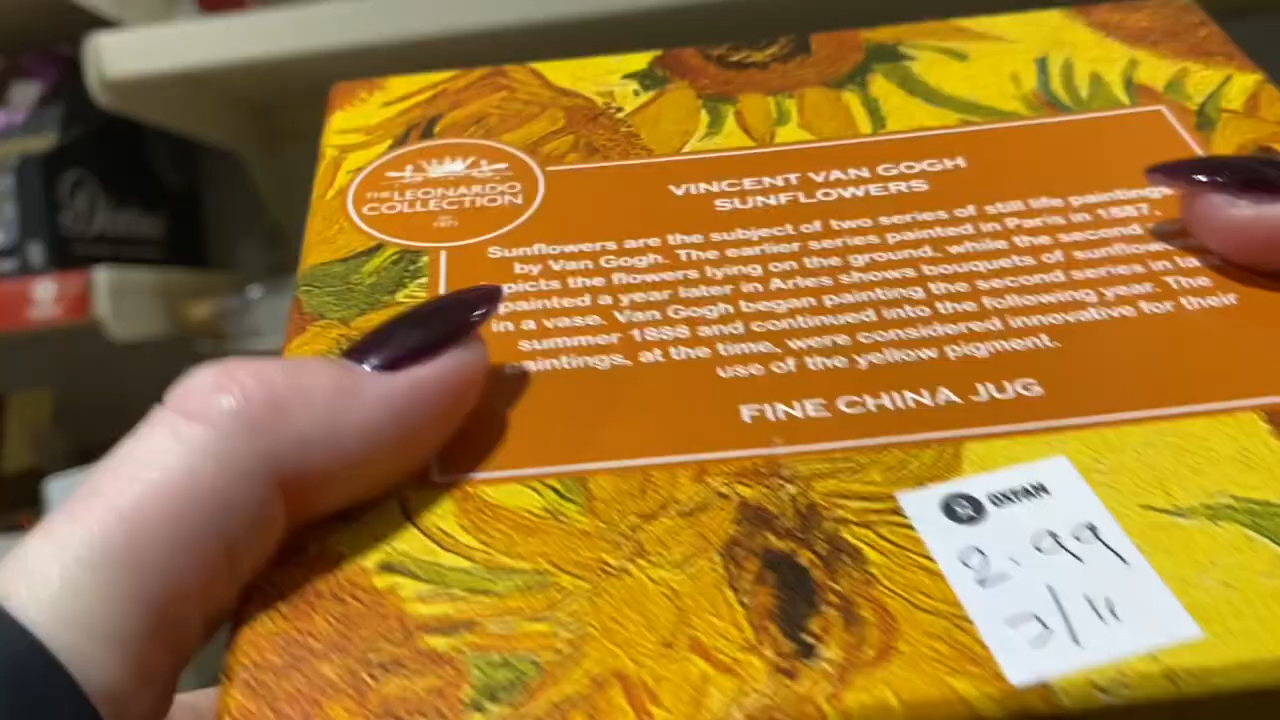 THE LEONARDO
COLLECTION
VINCENT VAN GOGH
SUNFLOWERS
Sunflowers are the subject of two series of still life paintings
by Van Gogh. The earlier series painted in Paris in 1887,
picts the flowers lying on the ground, while the second
painted a year later in Arles shows bouquets of sunflowe
in a vase. Van Gogh began painting the second series in la
summer 1888 and continued into the following year. The
aintings, at the time, were considered innovative for their
use of the yellow pigment.
FINE CHINA JUG
OXFAM
2.99